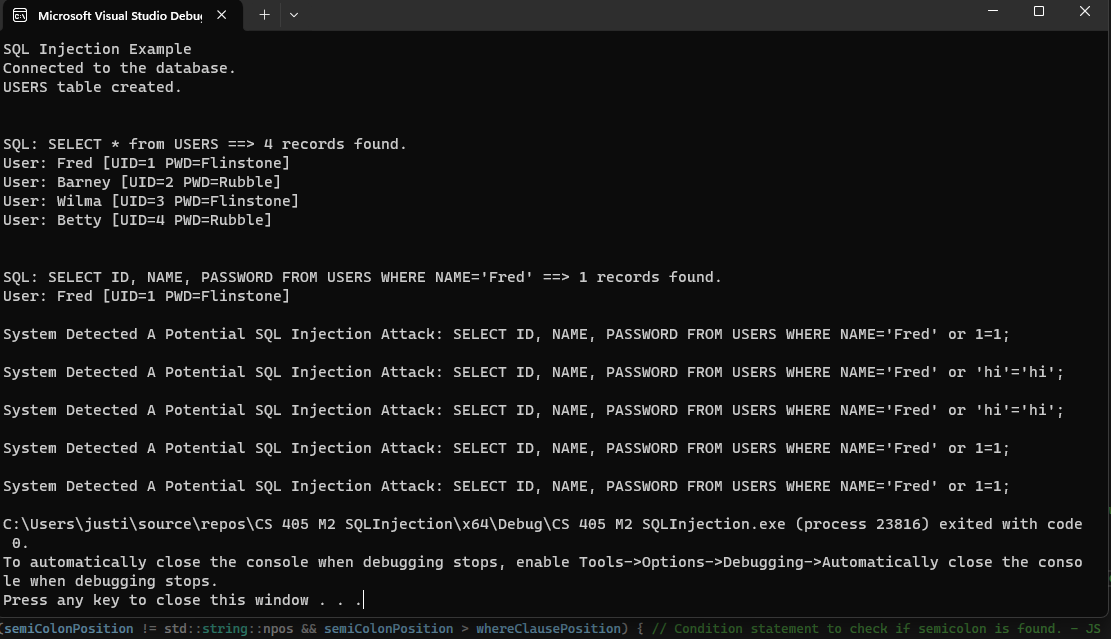 Microsoft Visual Studio Debug
SQL Injection Example
Connected to the database.
USERS table created.
SQL: SELECT * from USERS ==> 4 records found.
User: Fred [UID=1 PWD=Flinstone]
User: Barney [UID=2 PWD=Rubble]
User: Wilma [UID=3 PWD=Flinstone]
User: Betty [UID=4 PWD=Rubble]
SQL: SELECT ID, NAME, PASSWORD FROM USERS WHERE NAME='Fred' ==> 1 records found.
User: Fred [UID=1 PWD=Flinstone]
System Detected A Potential SQL Injection Attack: SELECT ID, NAME, PASSWORD FROM USERS WHERE NAME='Fred' or 1=1;
System Detected A Potential SQL Injection Attack: SELECT ID, NAME, PASSWORD FROM USERS WHERE NAME='Fred' or 'hi'='hi';
System Detected A Potential SQL Injection Attack: SELECT ID, NAME, PASSWORD FROM USERS WHERE NAME='Fred' or 'hi'='hi';
System Detected A Potential SQL Injection Attack: SELECT ID, NAME, PASSWORD FROM USERS WHERE NAME='Fred' or 1=1;
System Detected A Potential SQL Injection Attack: SELECT ID, NAME, PASSWORD FROM USERS WHERE NAME='Fred' or 1=1;
C:\Users\justi\source\repos\CS 405 M2 SQLInjection\x64\Debug\CS 405 M2 SQLInjection.exe (process 23816) exited with code
0.
To automatically close the console when debugging stops, enable Tools->Options->Debugging->Automatically close the conso
le when debugging stops.
Press any key to close this window . . .
(semiColonPosition != std::string::npos && semiColonPosition > whereClausePosition) { // Condition statement to check if semicolon is found. - JS